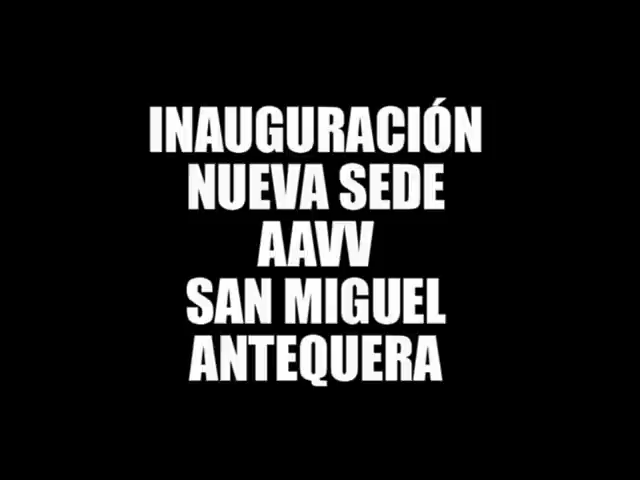 INAUGURACIÓN
NUEVA SEDE
AAVV
SAN MIGUEL
ANTEQUERA